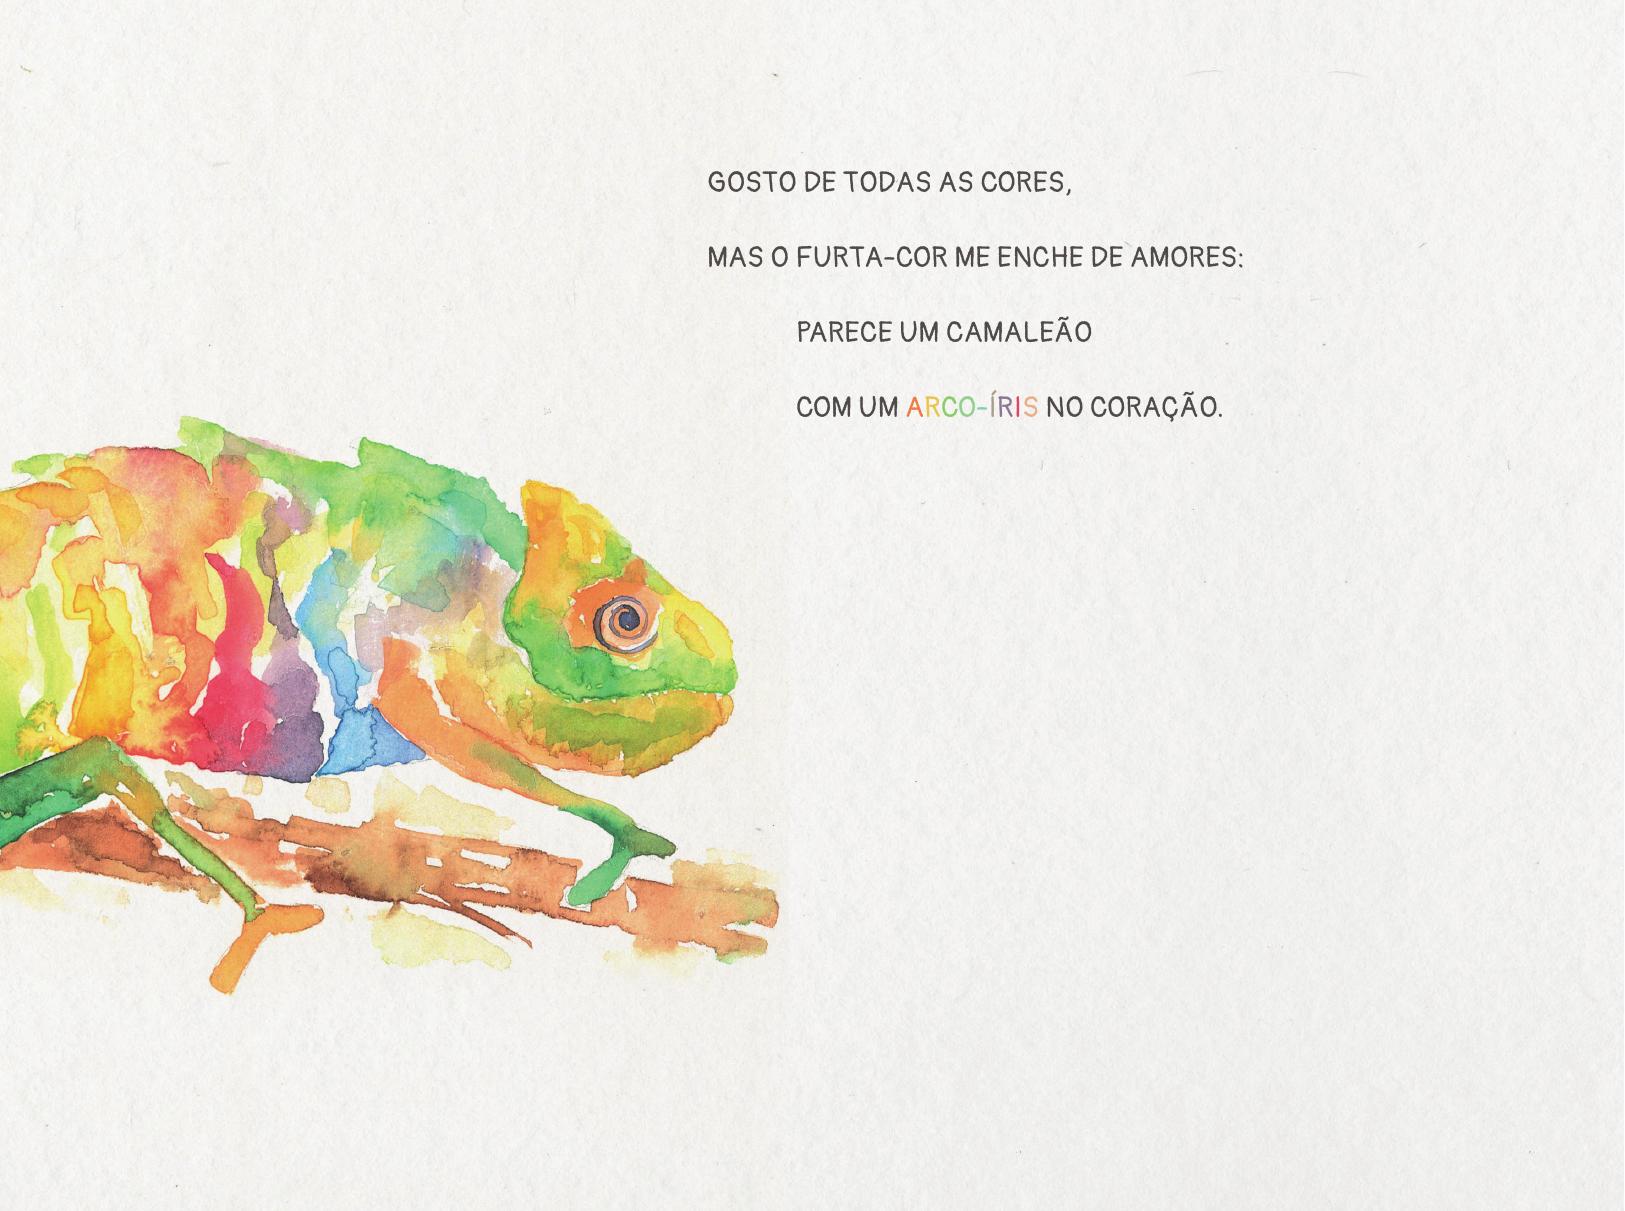 GOSTO DE TODAS AS CORES,
MAS O FURTA-COR ME ENCHE DE AMORES:
PARECE UM CAMALEÃO
COM UM ARCO-ÍRIS NO CORAÇÃO.